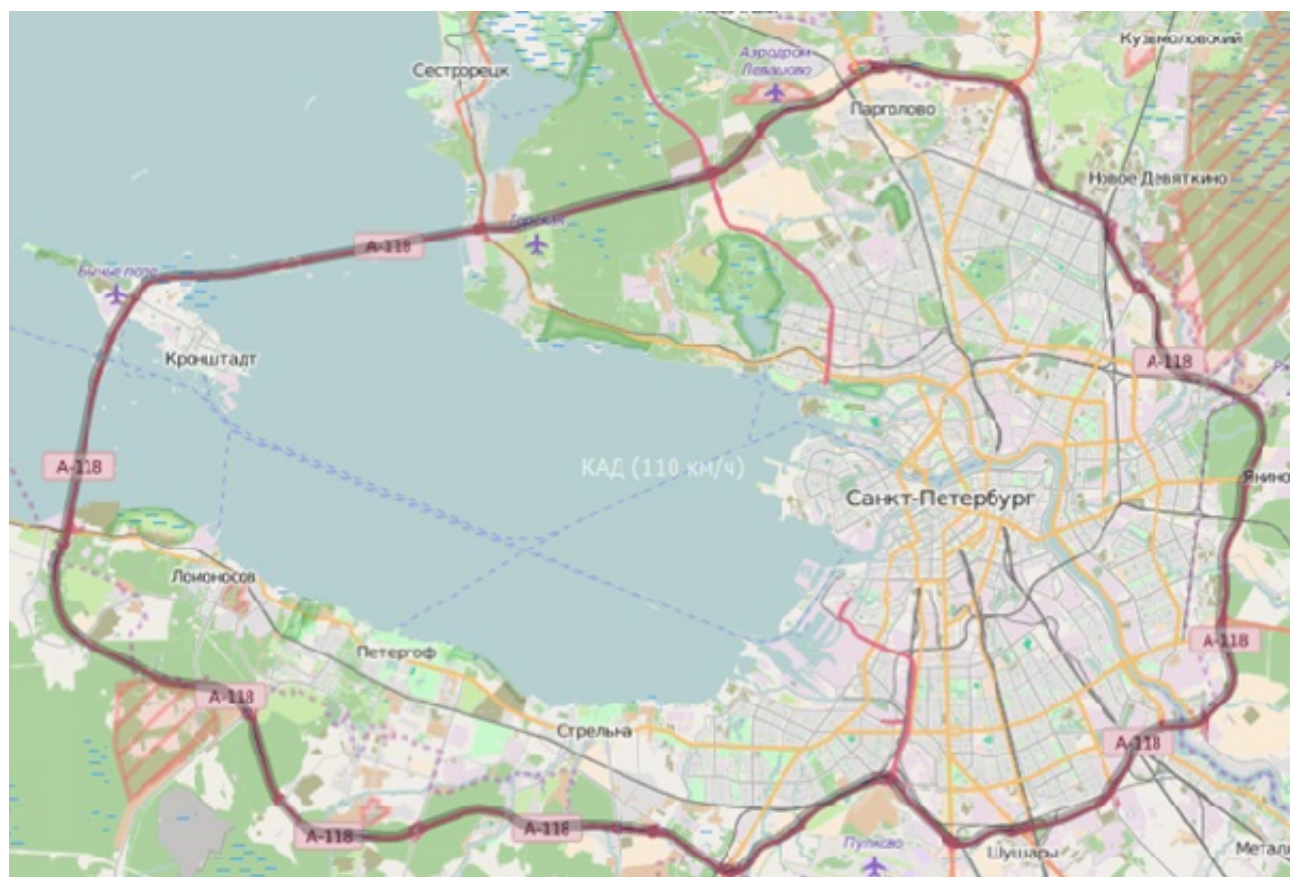 Кузьмоловский
Аэродром
Левашово
Сестрорецк
Парголово
Новое Девяткино
Горская
А-118
Бычье поле
Кронштадт
А-118
А-118
КАД (110 км/ч)
Янино
Санкт-Петербург
Ломоносов
А-118
Петергоф
А-118
Стрельна
А-118
А-118
А-118
Пулково
Шушары
Метал